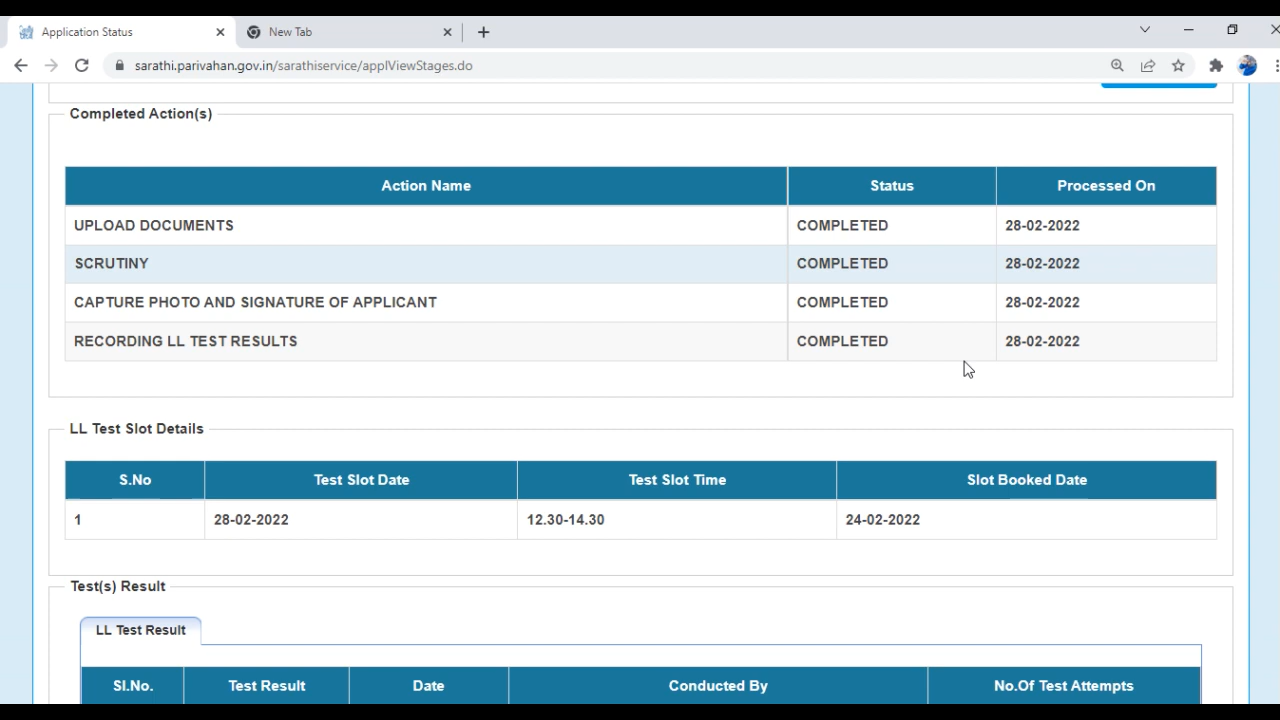 Application Status
New Tab
sarathi.parivahan.gov.in/sarathiservice/applViewStages.do
Completed Action(s)
Action Name Status Processed On
UPLOAD DOCUMENTS COMPLETED 28-02-2022
SCRUTINY COMPLETED 28-02-2022
CAPTURE PHOTO AND SIGNATURE OF APPLICANT COMPLETED 28-02-2022
RECORDING LL TEST RESULTS COMPLETED 28-02-2022
LL Test Slot Details
S.No Test Slot Date Test Slot Time Slot Booked Date
1 28-02-2022 12.30-14.30 24-02-2022
Test(s) Result
LL Test Result
Sl.No. Test Result Date Conducted By No.Of Test Attempts